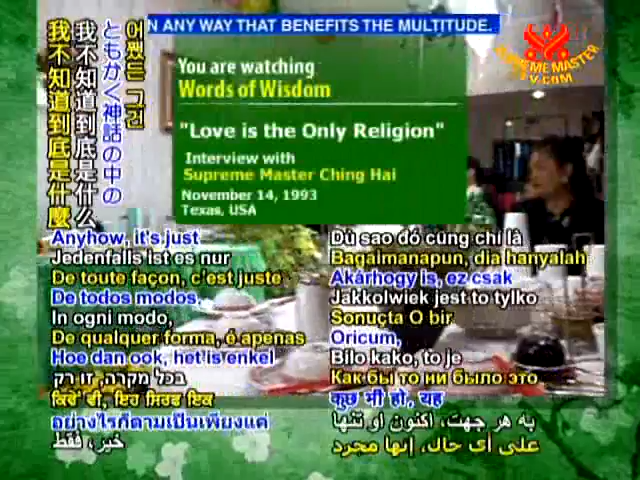 N ANY WAY THAT BENEFITS THE MULTITUDE.
SUPREME MASTER
TV.COM
You are watching
Words of Wisdom
"Love is the Only Religion"
Interview with
Supreme Master Ching Hai
November 14, 1993
Texas, USA
어쨌든 그건
ともかく神話の中の
我不知道到底是什么
我不知道到底是什麼
Anyhow, it's just
Jedenfalls ist es nur
De toute façon, c'est juste
De todos modos,
In ogni modo,
De qualquer forma, é apenas
Hoe dan ook, het is enkel
בכל מקרה, זו רק
ਕਿਵੇਂ ਵੀ, ਇਹ ਸਿਰਫ ਇਕ
อย่างไรก็ตามเป็นเพียงแค่
خیر، فقط
Dù sao đó cũng chỉ là
Bagaimanapun, dia hanyalah
Akárhogy is, ez csak
Jakkolwiek jest to tylko
Sonuçta O bir
Oricum,
Bilo kako, to je
Как бы то ни было это
कुछ भी हो, यह
به هر جهت، اکنون او تنها
على أي حال، إنها مجرد